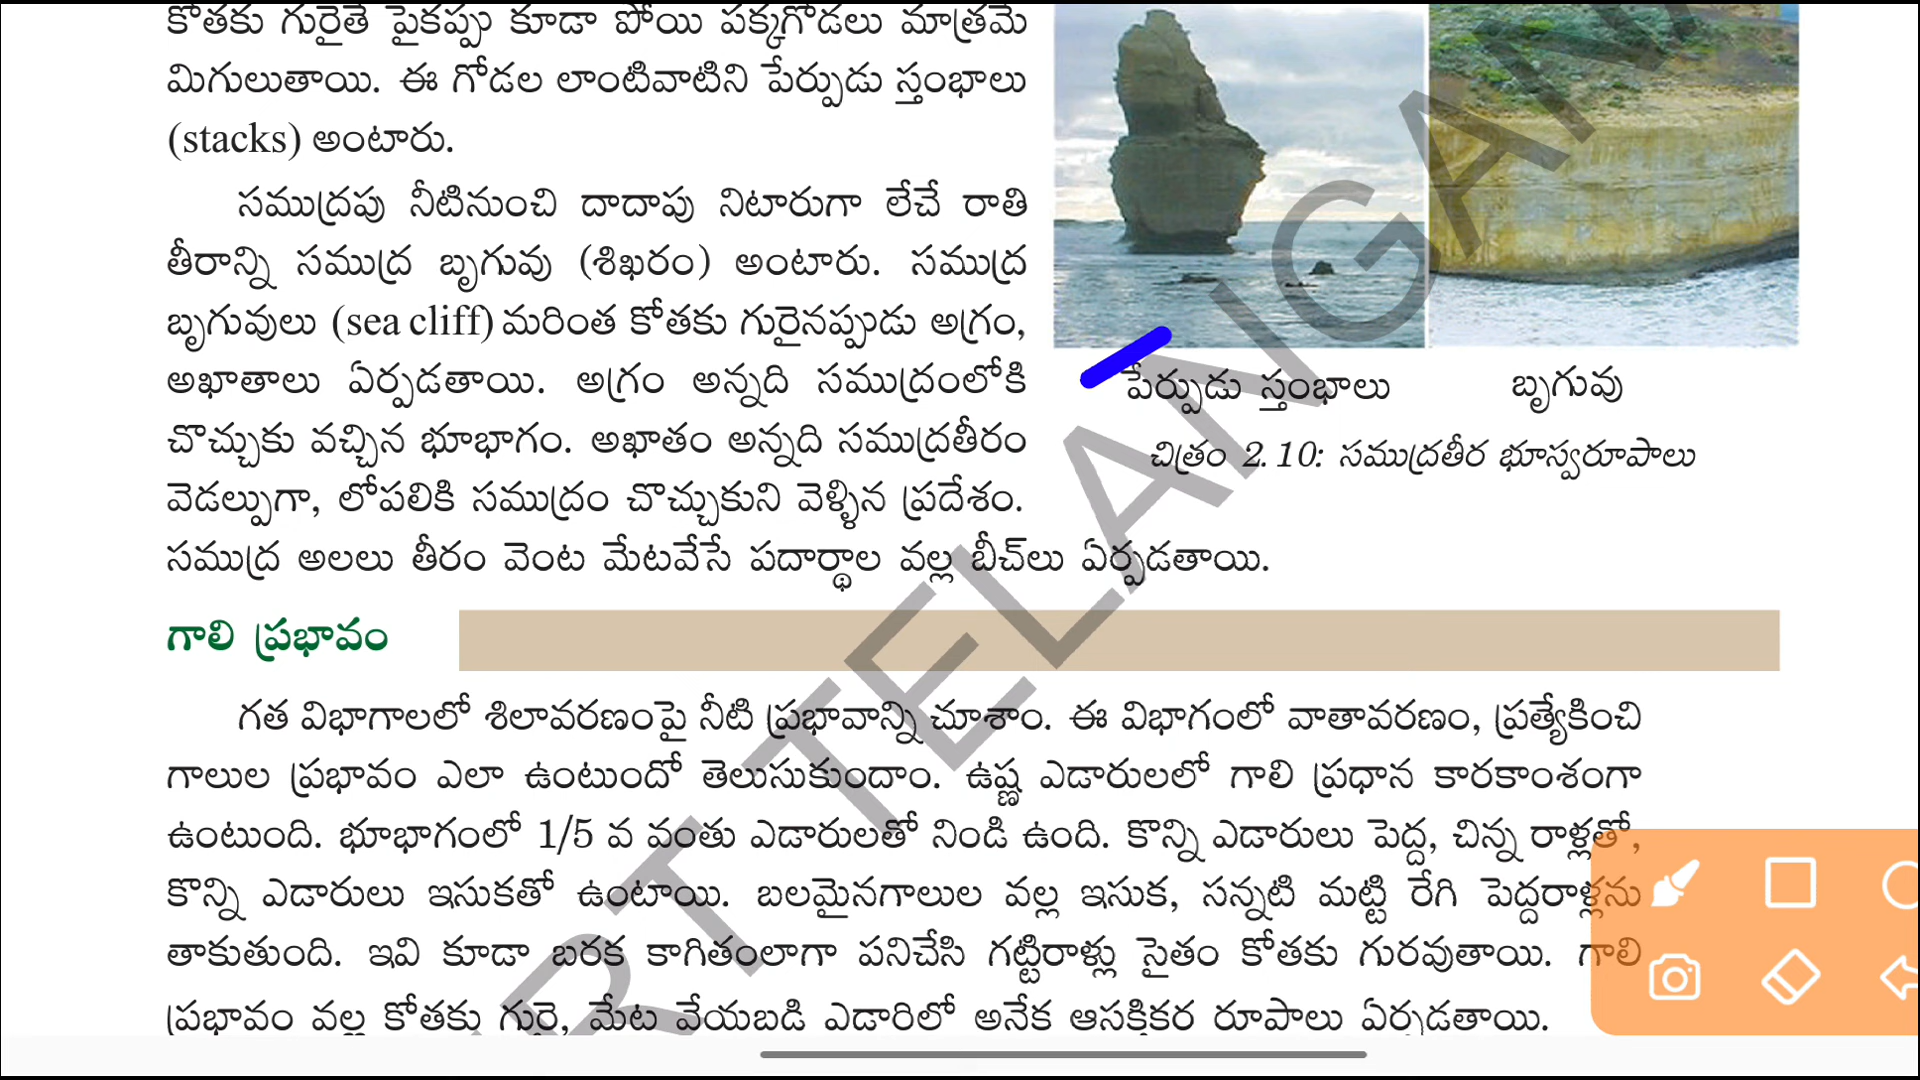 కోతకు గురైతే పైకప్పు కూడా పోయి పక్కగోడలు మాత్రమే
మిగులుతాయి. ఈ గోడల లాంటివాటిని పేర్పుడు స్తంభాలు
(stacks) అంటారు.
సముద్రపు నీటినుంచి దాదాపు నిటారుగా లేచే రాతి
తీరాన్ని సముద్ర బృగువు (శిఖరం) అంటారు. సముద్ర
బృగువులు (sea cliff) మరింత కోతకు గురైనప్పుడు అగ్రం,
అఖాతాలు ఏర్పడతాయి. అగ్రం అన్నది సముద్రంలోకి
చొచ్చుకు వచ్చిన భూభాగం. అఖాతం అన్నది సముద్రతీరం
వెడల్పుగా, లోపలికి సముద్రం చొచ్చుకుని వెళ్ళిన ప్రదేశం.
సముద్ర అలలు తీరం వెంట మేటవేసే పదార్థాల వల్ల బీచ్‌లు ఏర్పడతాయి.
పేర్పుడు స్తంభాలు
బృగువు
చిత్రం 2.10: సముద్రతీర భూస్వరూపాలు
గాలి ప్రభావం
గత విభాగాలలో శిలావరణంపై నీటి ప్రభావాన్ని చూశాం. ఈ విభాగంలో వాతావరణం, ప్రత్యేకించి
గాలుల ప్రభావం ఎలా ఉంటుందో తెలుసుకుందాం. ఉష్ణ ఎడారులలో గాలి ప్రధాన కారకాంశంగా
ఉంటుంది. భూభాగంలో 1/5 వ వంతు ఎడారులతో నిండి ఉంది. కొన్ని ఎడారులు పెద్ద, చిన్న రాళ్లతో,
కొన్ని ఎడారులు ఇసుకతో ఉంటాయి. బలమైనగాలుల వల్ల ఇసుక, సన్నటి మట్టి రేగి పెద్దరాళ్లను
తాకుతుంది. ఇవి కూడా బరక కాగితంలాగా పనిచేసి గట్టిరాళ్లు సైతం కోతకు గురవుతాయి. గాలి
ప్రభావం వల్ల కోతకు గురై, మేట వేయబడి ఎడారిలో అనేక ఆసక్తికర రూపాలు ఏర్పడతాయి.
RT TELANGAN